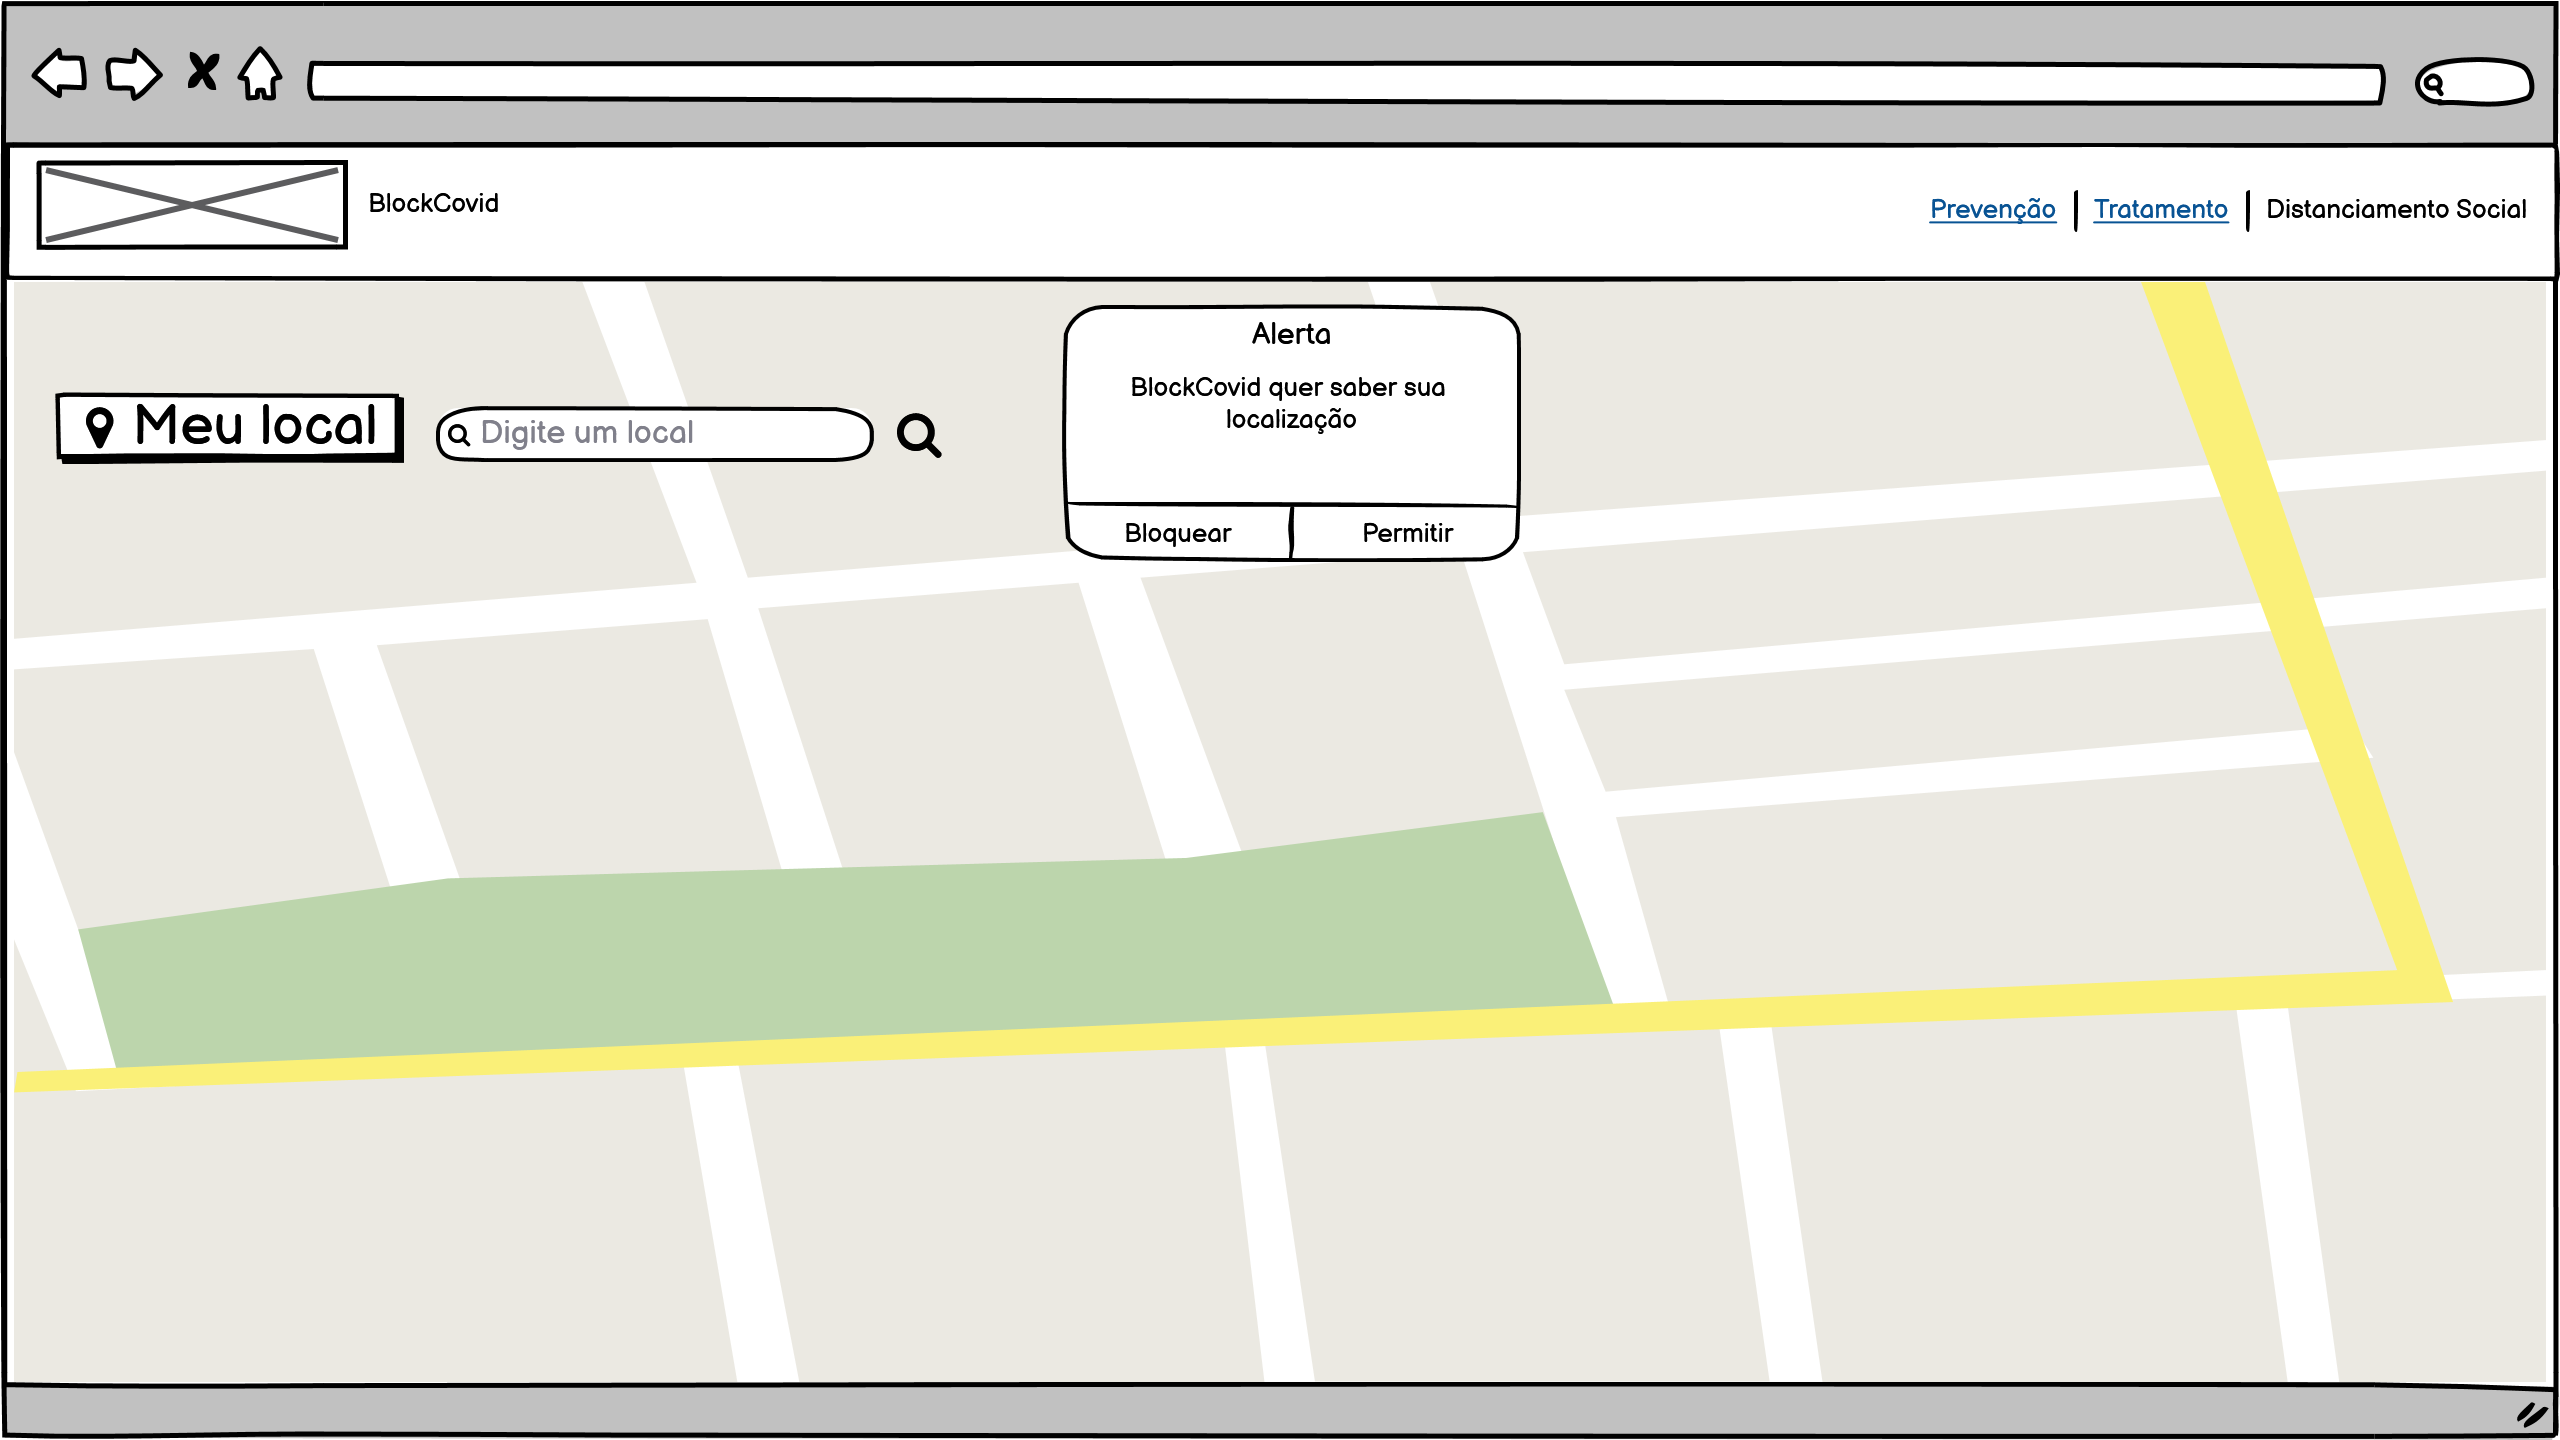 BlockCovid
Prevenção | Tratamento | Distanciamento Social
Alerta
BlockCovid quer saber sua
localização
Meu local
Digite um local
Bloquear
Permitir